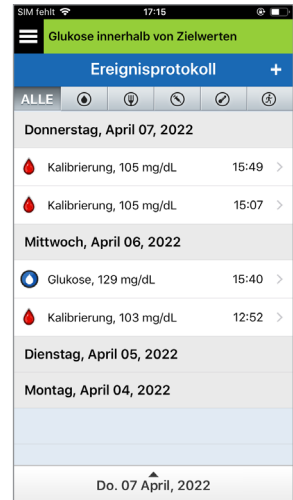 SIM fehlt 17:15
Glukose innerhalb von Zielwerten
Ereignisprotokoll +
ALLE
Donnerstag, April 07, 2022
Kalibrierung, 105 mg/dL 15:49
Kalibrierung, 105 mg/dL 15:07
Mittwoch, April 06, 2022
Glukose, 129 mg/dL 15:40
Kalibrierung, 103 mg/dL 12:52
Dienstag, April 05, 2022
Montag, April 04, 2022
Do. 07 April, 2022